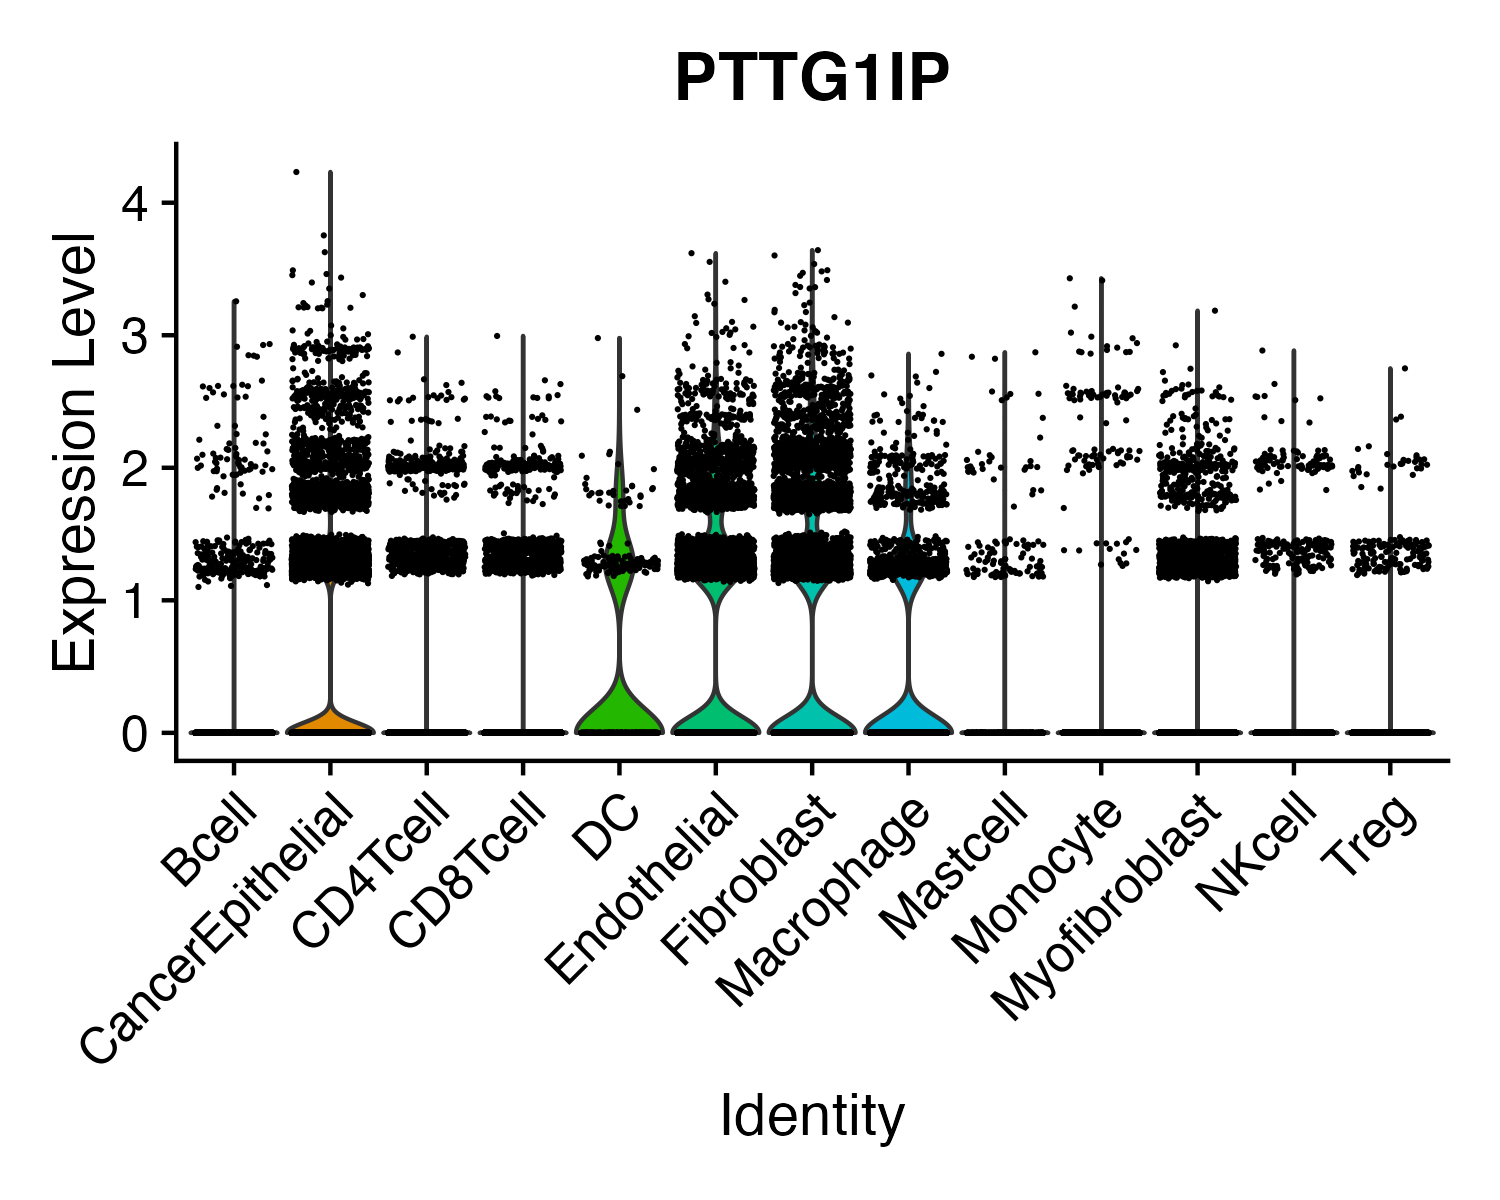 PTTG1IP
Expression Level
4
3
2
1
0
Bcell
CancerEpithelial
CD4Tcell
CD8Tcell
DC
Endothelial
Fibroblast
Macrophage
Mastcell
Monocyte
Myofibroblast
NKcell
Treg
Identity